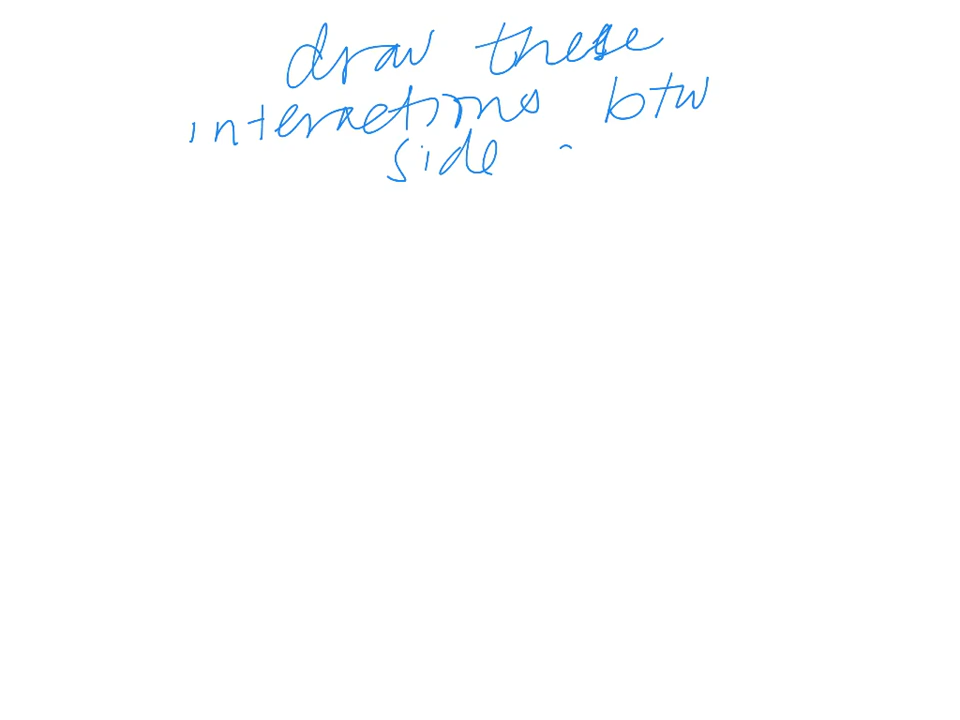 draw these
interactions btw
side -